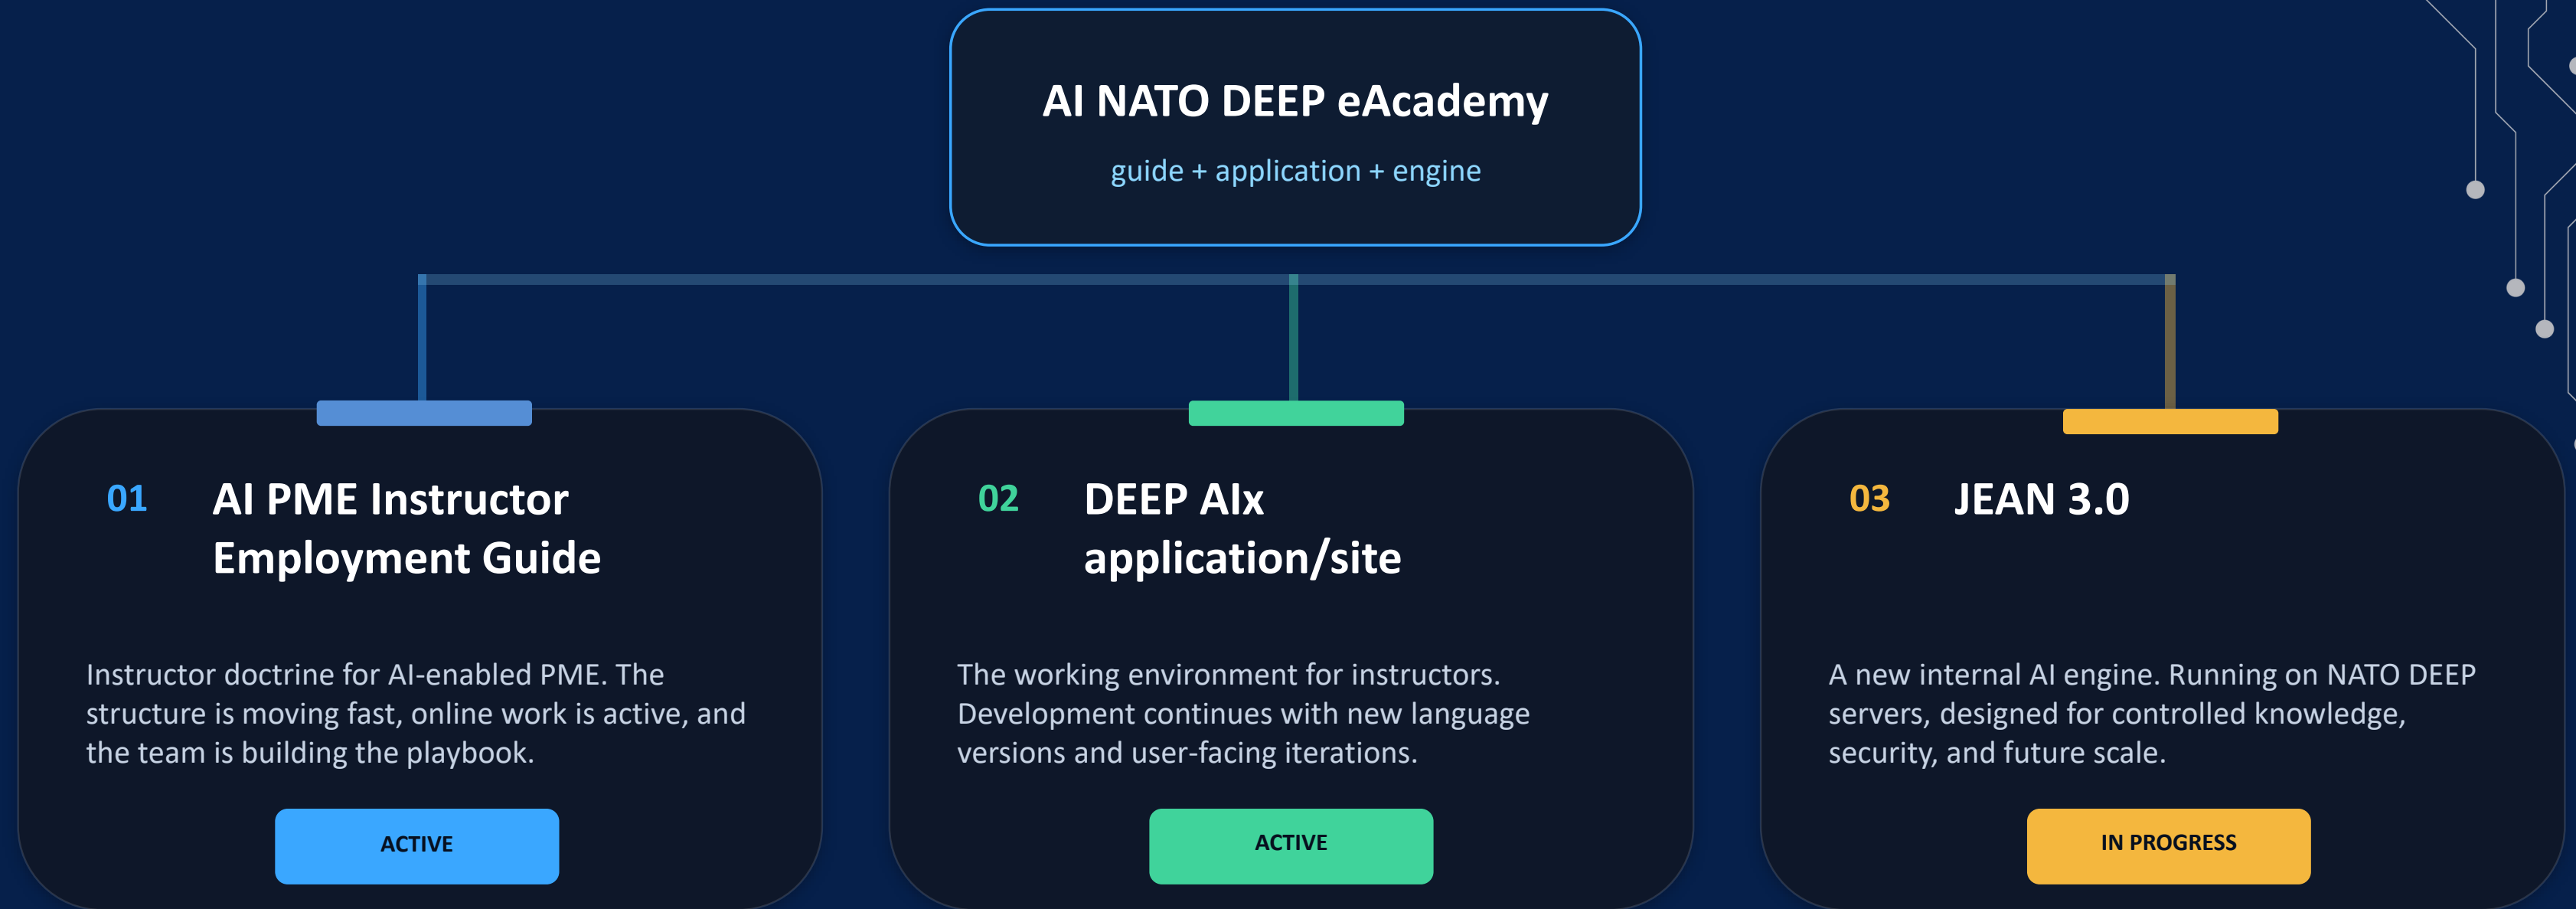 AI NATO DEEP eAcademy
guide + application + engine
01
AI PME Instructor
Employment Guide
Instructor doctrine for AI-enabled PME. The
structure is moving fast, online work is active, and
the team is building the playbook.
ACTIVE
02
DEEP AIx
application/site
The working environment for instructors.
Development continues with new language
versions and user-facing iterations.
ACTIVE
03
JEAN 3.0
A new internal AI engine. Running on NATO DEEP
servers, designed for controlled knowledge,
security, and future scale.
IN PROGRESS